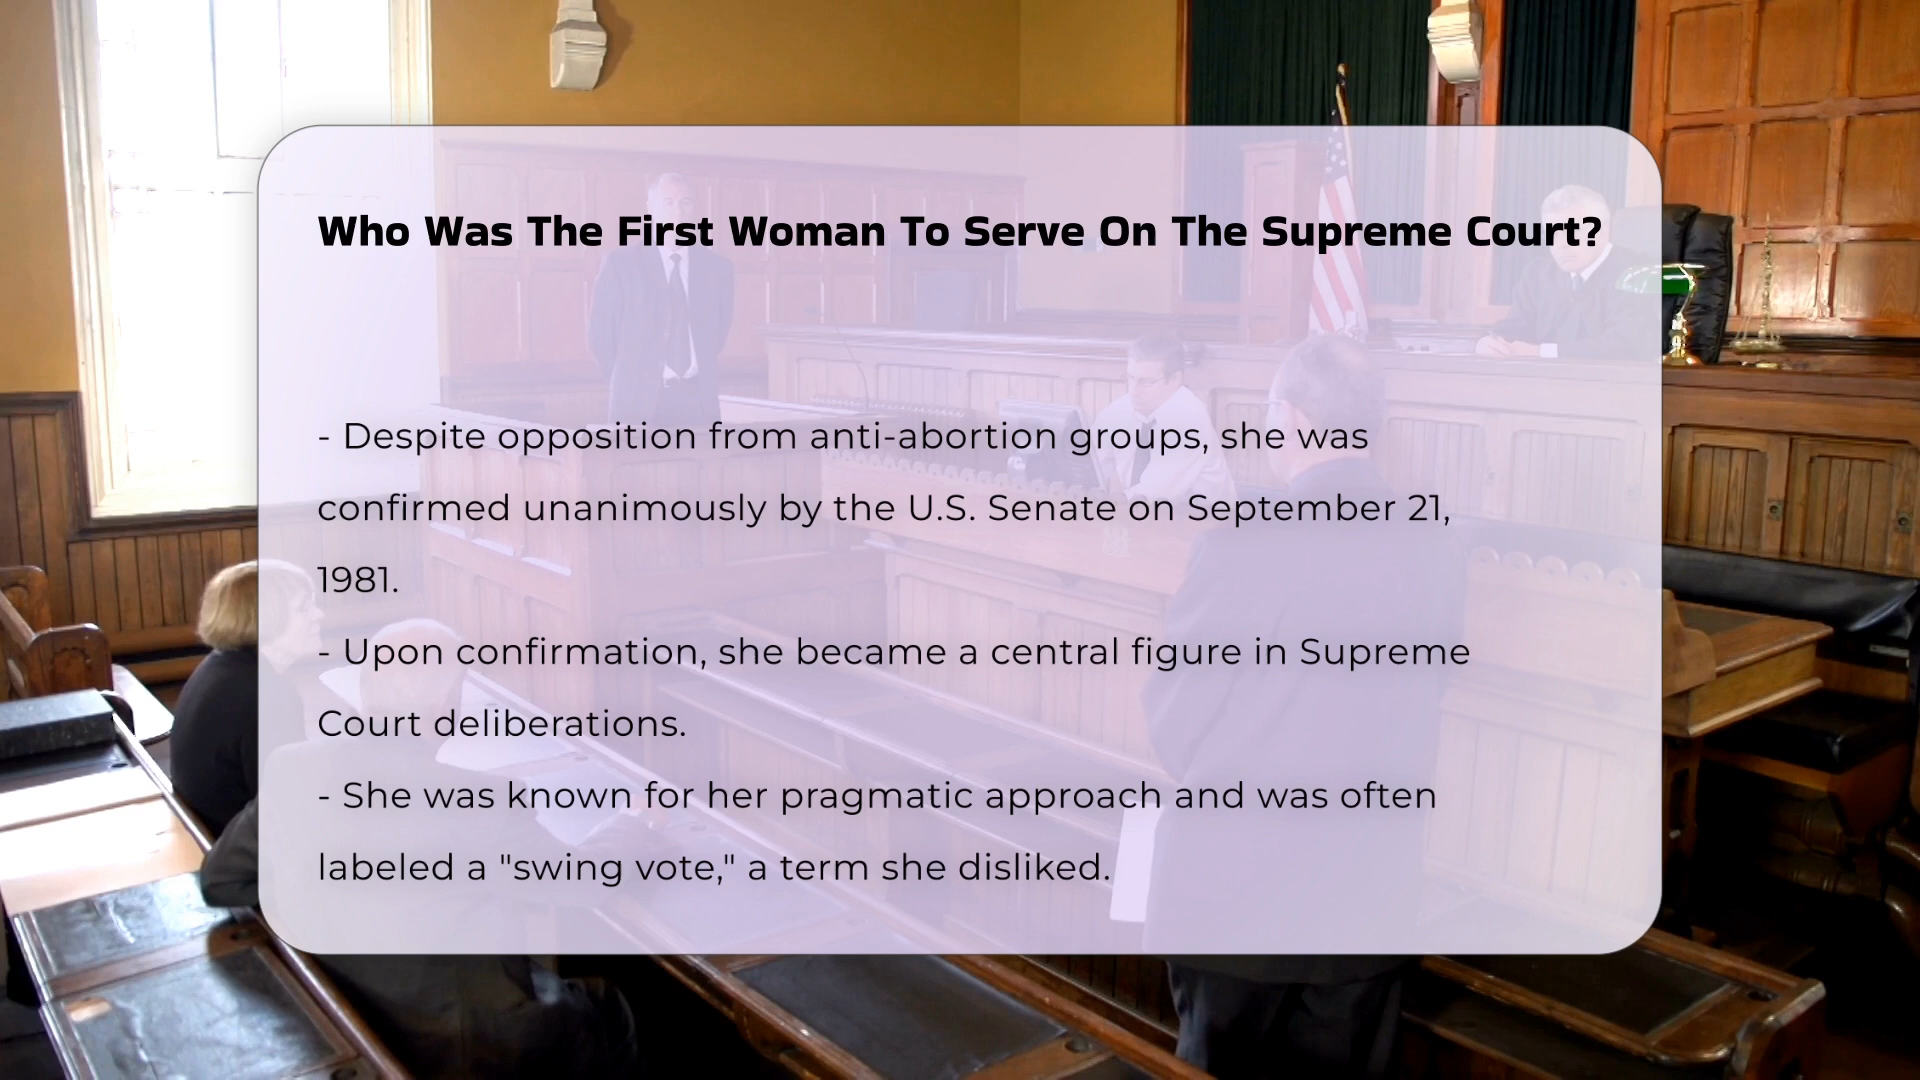 Who Was The First Woman To Serve On The Supreme Court?
- Despite opposition from anti-abortion groups, she was
confirmed unanimously by the U.S. Senate on September 21,
1981.
- Upon confirmation, she became a central figure in Supreme
Court deliberations.
- She was known for her pragmatic approach and was often
labeled a "swing vote," a term she disliked.